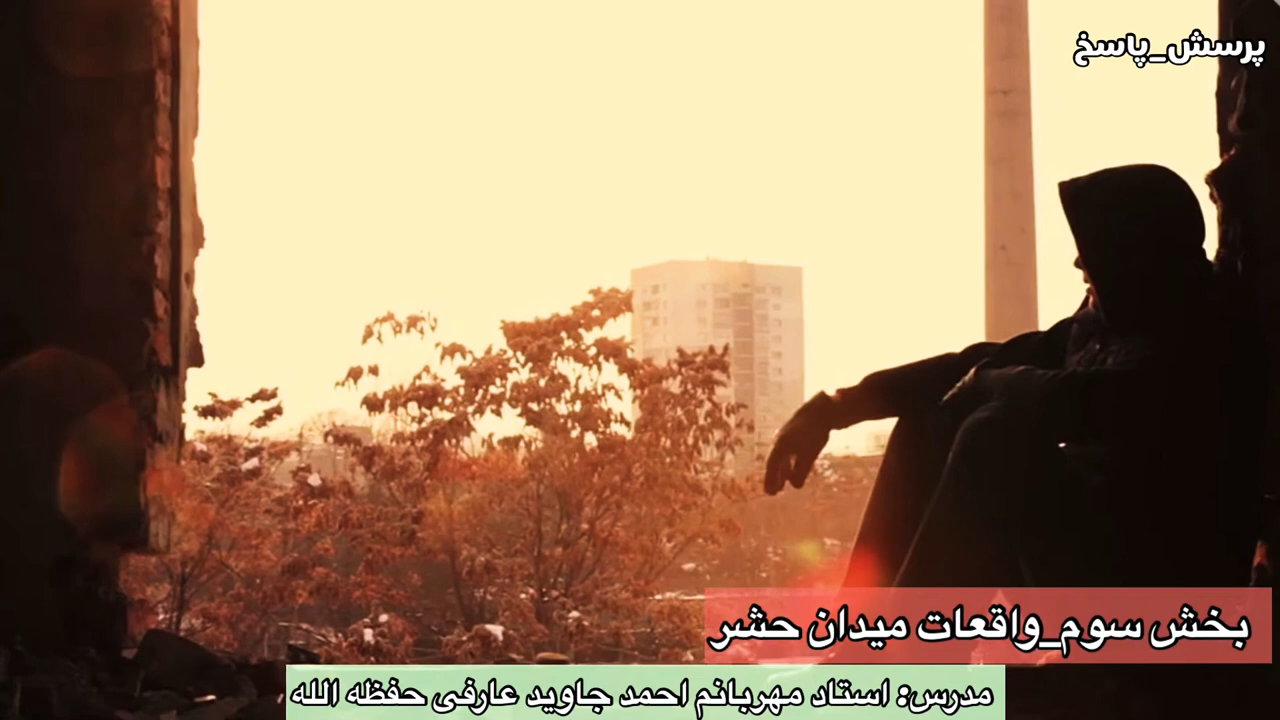 پرسش_پاسخ
بخش سوم_واقعات میدان حشر
مدرس: استاد مهربانم احمد جاوید عارفی حفظه الله